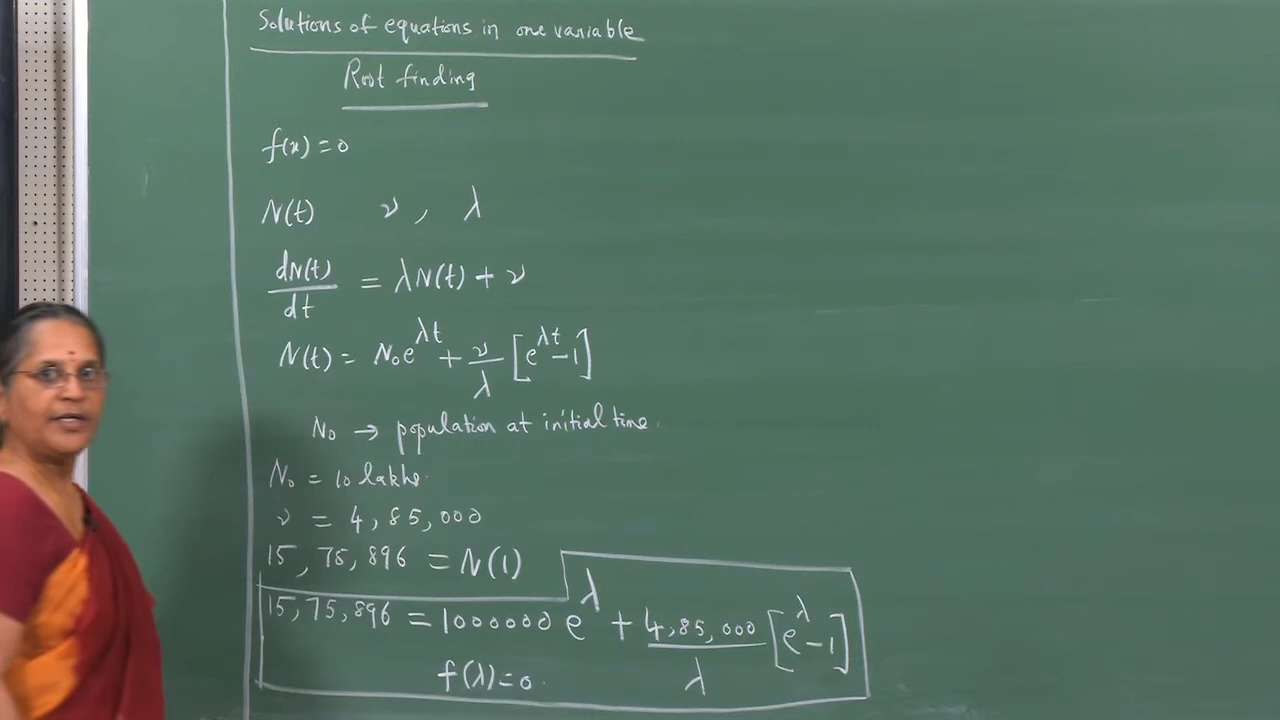 Solutions of equations in one variable
Root finding
f(x) = 0
N(t) ν, λ
dN(t)/dt = λN(t) + ν
N(t) = N₀e^{λt} + ν/λ [e^{λt} - 1]
N₀ → population at initial time.
N₀ = 10 lakhs.
ν = 4,85,000
15,75,896 = N(1)
15,75,896 = 1000000 e^λ + 4,85,000/λ [e^λ - 1]
f(λ) = 0.